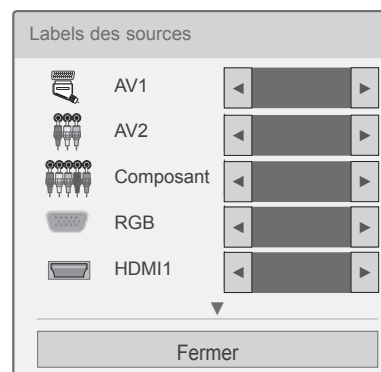 Labels des sources
AV1
AV2
Composant
RGB
HDMI1
Fermer